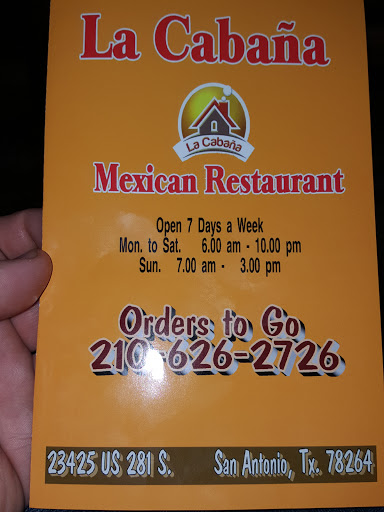 La Cabaña
La Cabaña
Mexican Restaurant
Open 7 Days a Week
Mon. to Sat. 6.00 am - 10.00 pm
Sun. 7.00 am - 3.00 pm
Orders to Go
210-626-2726
23425 US 281 S. San Antonio,, Tx. 78264